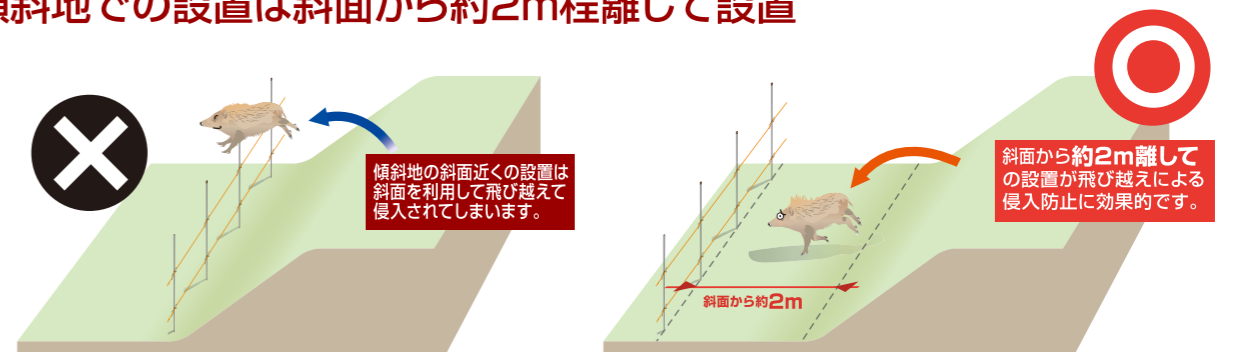 傾斜地での設置は斜面から約2m程離して設置
傾斜地の斜面近くの設置は
斜面を利用して飛び越えて
侵入されてしまいます。
斜面から約2m離して
の設置が飛び越えによる
侵入防止に効果的です。
斜面から約2m